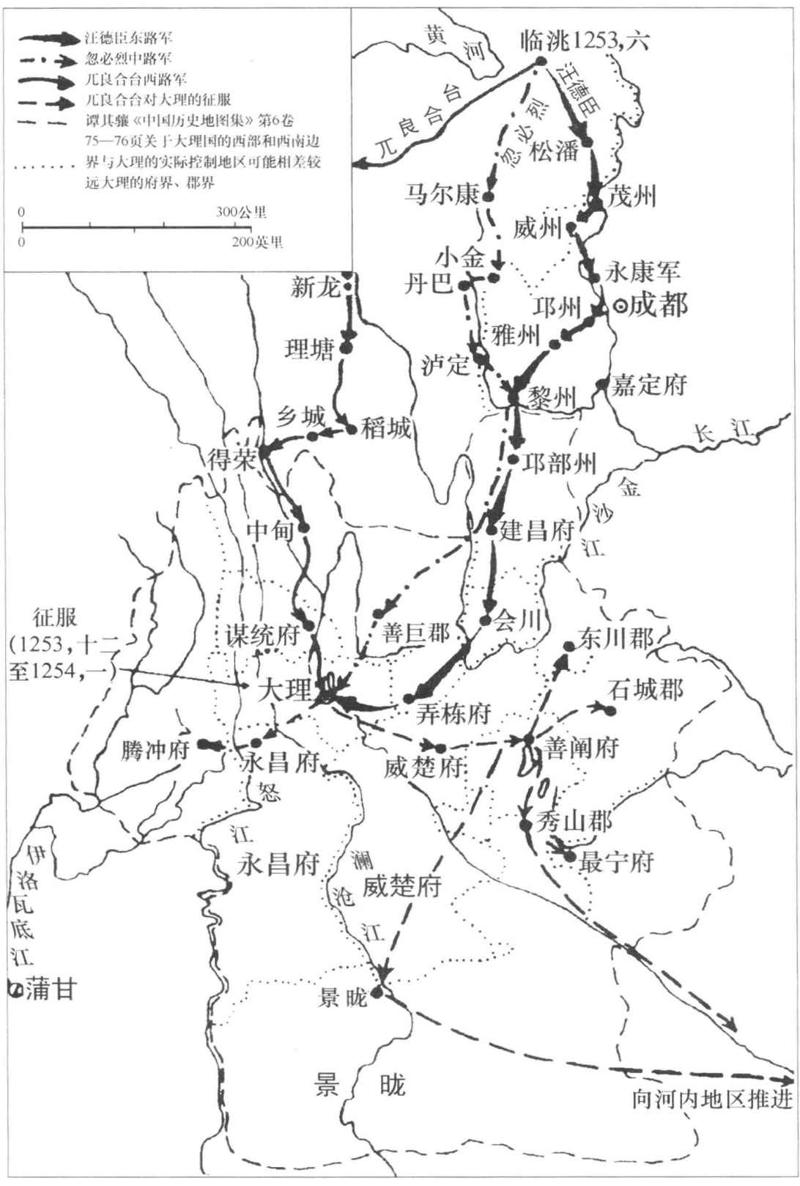 汪德臣东路军
忽必烈中路军
兀良合台西路军
兀良合台对大理的征服
谭其骧《中国历史地图集》第6卷
75—76页关于大理国的西部和西南边
界与大理的实际控制地区可能相差较
远大理的府界、郡界
0 300公里
0 200英里
黄河
临洮1253,六
兀良合台
忽必烈
汪德臣
松潘
马尔康
茂州
威州
小金
丹巴
永康军
新龙
邛州
成都
雅州
理塘
泸定
黎州
嘉定府
乡城
稻城
长江
得荣
邛部州
金沙江
中甸
建昌府
征服
(1253,十二
至1254,一)
谋统府
善巨郡
会川
东川郡
大理
石城郡
弄栋府
腾冲府
永昌府
威楚府
善阐府
怒江
秀山郡
伊洛瓦底江
永昌府
澜沧江
威楚府
最宁府
蒲甘
景昽
景昽
向河内地区推进